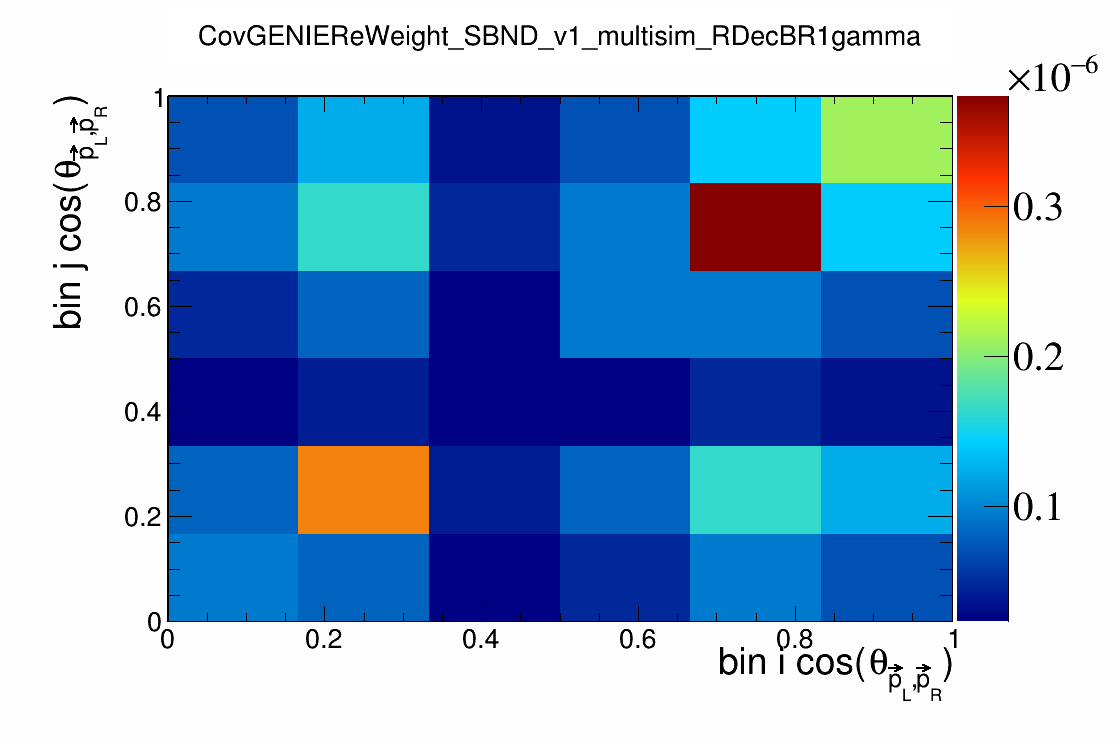 CovGENIEReWeight_SBND_v1_multisim_RDecBR1gamma
×10⁻⁶
bin j cos(θ_{p⃗_L,p⃗_R})
1
0.8
0.6
0.4
0.2
0
0 0.2 0.4 0.6 0.8 1
bin i cos(θ_{p⃗_L,p⃗_R})
0.3
0.2
0.1